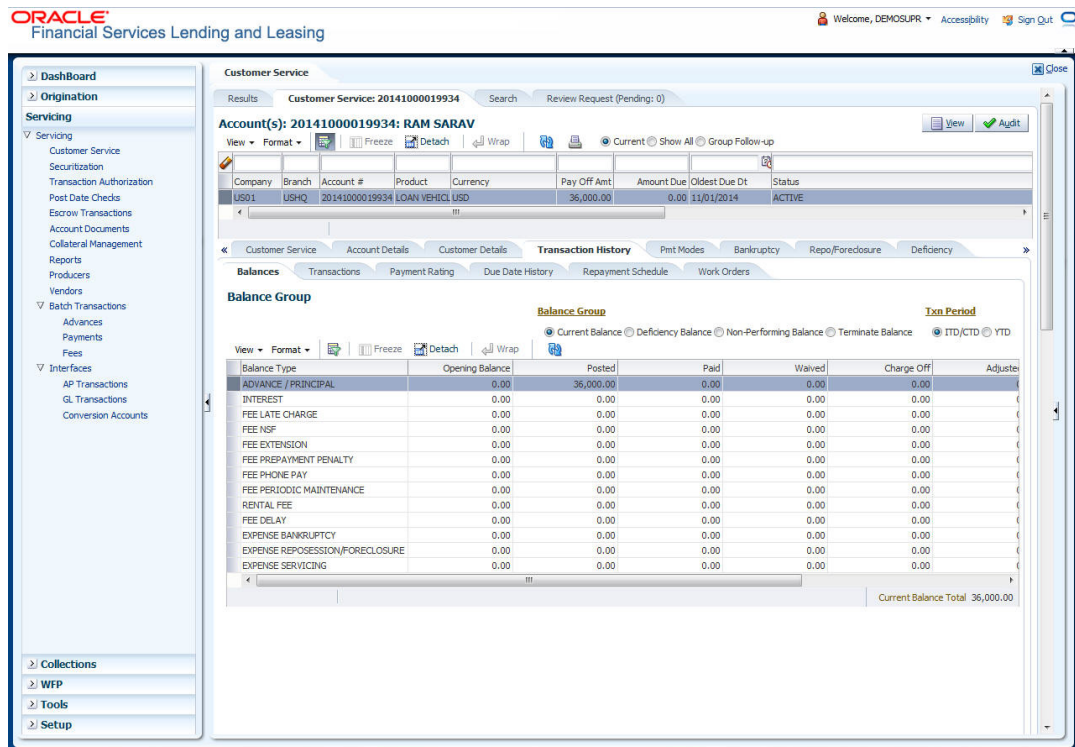 ORACLE
Financial Services Lending and Leasing
Welcome, DEMOSUPR Accessibility Sign Out
Close
DashBoard
Origination
Servicing
Servicing
Customer Service
Securitization
Transaction Authorization
Post Date Checks
Escrow Transactions
Account Documents
Collateral Management
Reports
Producers
Vendors
Batch Transactions
Advances
Payments
Fees
Interfaces
AP Transactions
GL Transactions
Conversion Accounts
Collections
WFP
Tools
Setup
Customer Service
Results Customer Service: 20141000019934 Search Review Request (Pending: 0)
Account(s): 20141000019934: RAM SARAV
View Audit
View Format Freeze Detach Wrap Current Show All Group Follow-up
Company Branch Account # Product Currency Pay Off Amt Amount Due Oldest Due Dt Status
US01 USHQ 20141000019934 LOAN VEHICL USD 36,000.00 0.00 11/01/2014 ACTIVE
« Customer Service Account Details Customer Details Transaction History Pmt Modes Bankruptcy Repo/Foreclosure Deficiency »
Balances Transactions Payment Rating Due Date History Repayment Schedule Work Orders
Balance Group
Balance Group Txn Period
Current Balance Deficiency Balance Non-Performing Balance Terminate Balance ITD/CTD YTD
View Format Freeze Detach Wrap
Balance Type Opening Balance Posted Paid Waived Charge Off Adjusted
ADVANCE / PRINCIPAL 0.00 36,000.00 0.00 0.00 0.00
INTEREST 0.00 0.00 0.00 0.00 0.00
FEE LATE CHARGE 0.00 0.00 0.00 0.00 0.00
FEE NSF 0.00 0.00 0.00 0.00 0.00
FEE EXTENSION 0.00 0.00 0.00 0.00 0.00
FEE PREPAYMENT PENALTY 0.00 0.00 0.00 0.00 0.00
FEE PHONE PAY 0.00 0.00 0.00 0.00 0.00
FEE PERIODIC MAINTENANCE 0.00 0.00 0.00 0.00 0.00
RENTAL FEE 0.00 0.00 0.00 0.00 0.00
FEE DELAY 0.00 0.00 0.00 0.00 0.00
EXPENSE BANKRUPTCY 0.00 0.00 0.00 0.00 0.00
EXPENSE REPOSESSION/FORECLOSURE 0.00 0.00 0.00 0.00 0.00
EXPENSE SERVICING 0.00 0.00 0.00 0.00 0.00
Current Balance Total 36,000.00